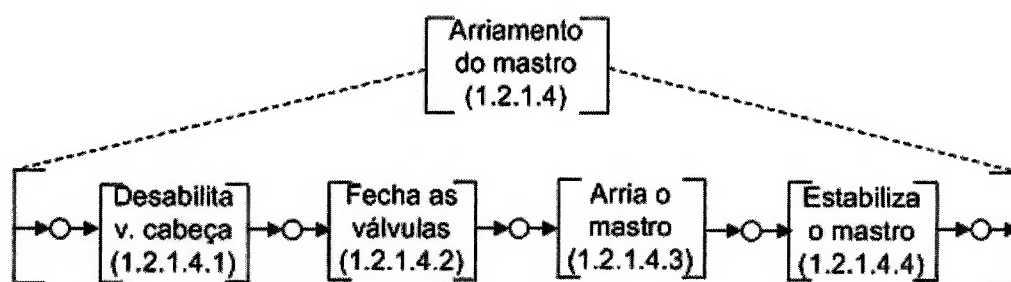 Arriamento
do mastro
(1.2.1.4)
Desabilita
v. cabeça
(1.2.1.4.1)
Fecha as
válvulas
(1.2.1.4.2)
Arria o
mastro
(1.2.1.4.3)
Estabiliza
o mastro
(1.2.1.4.4)